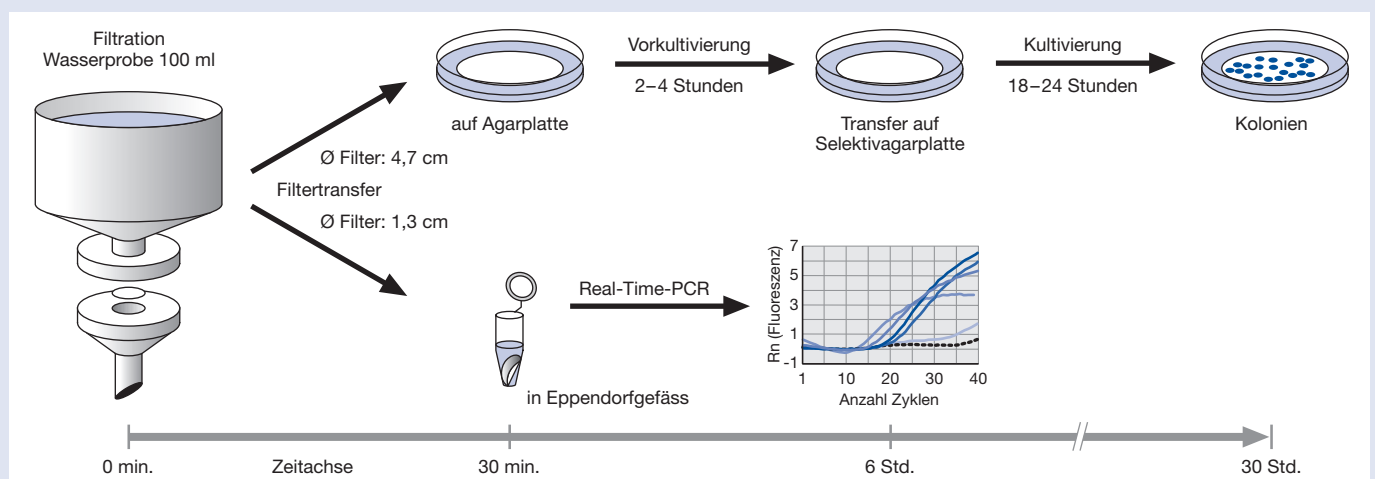 Filtration
Wasserprobe 100 ml
Ø Filter: 4,7 cm
Filtertransfer
Ø Filter: 1,3 cm
auf Agarplatte
Vorkultivierung
2–4 Stunden
Transfer auf
Selektivagarplatte
Kultivierung
18–24 Stunden
Kolonien
in Eppendorfgefäss
Real-Time-PCR
Rn (Fluoreszenz)
7
5
3
1
-1
1 10 20 30 40
Anzahl Zyklen
0 min. Zeitachse 30 min. 6 Std. 30 Std.